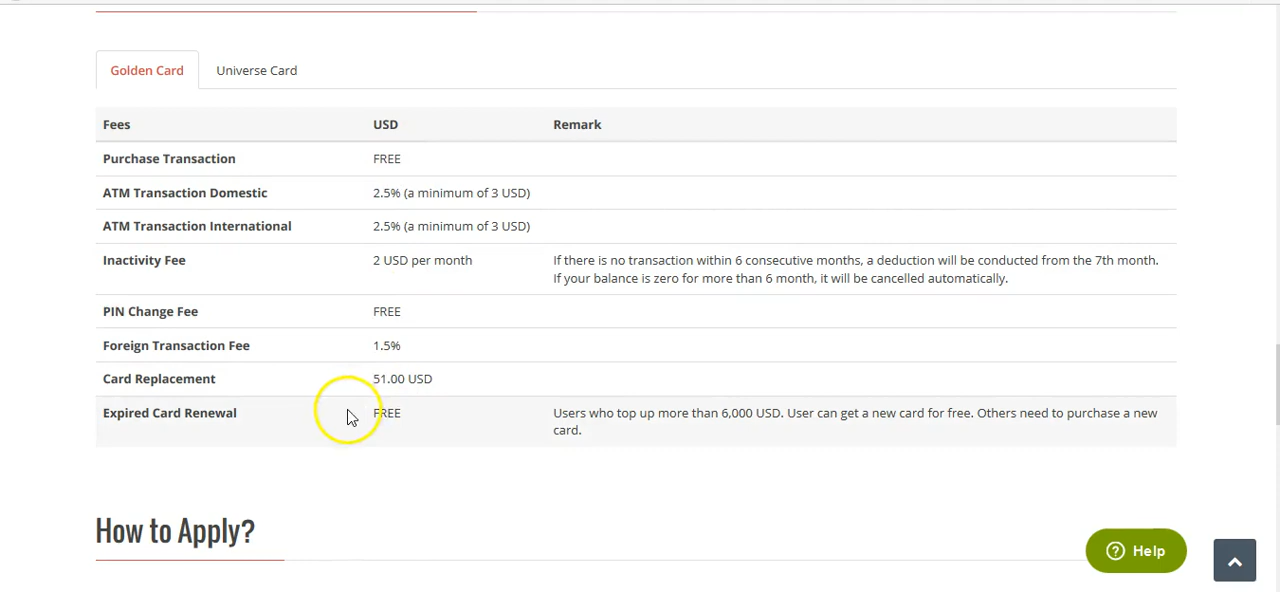 Golden Card Universe Card
Fees USD Remark
Purchase Transaction FREE
ATM Transaction Domestic 2.5% (a minimum of 3 USD)
ATM Transaction International 2.5% (a minimum of 3 USD)
Inactivity Fee 2 USD per month If there is no transaction within 6 consecutive months, a deduction will be conducted from the 7th month.
If your balance is zero for more than 6 month, it will be cancelled automatically.
PIN Change Fee FREE
Foreign Transaction Fee 1.5%
Card Replacement 51.00 USD
Expired Card Renewal FREE Users who top up more than 6,000 USD. User can get a new card for free. Others need to purchase a new
card.
How to Apply?
Help